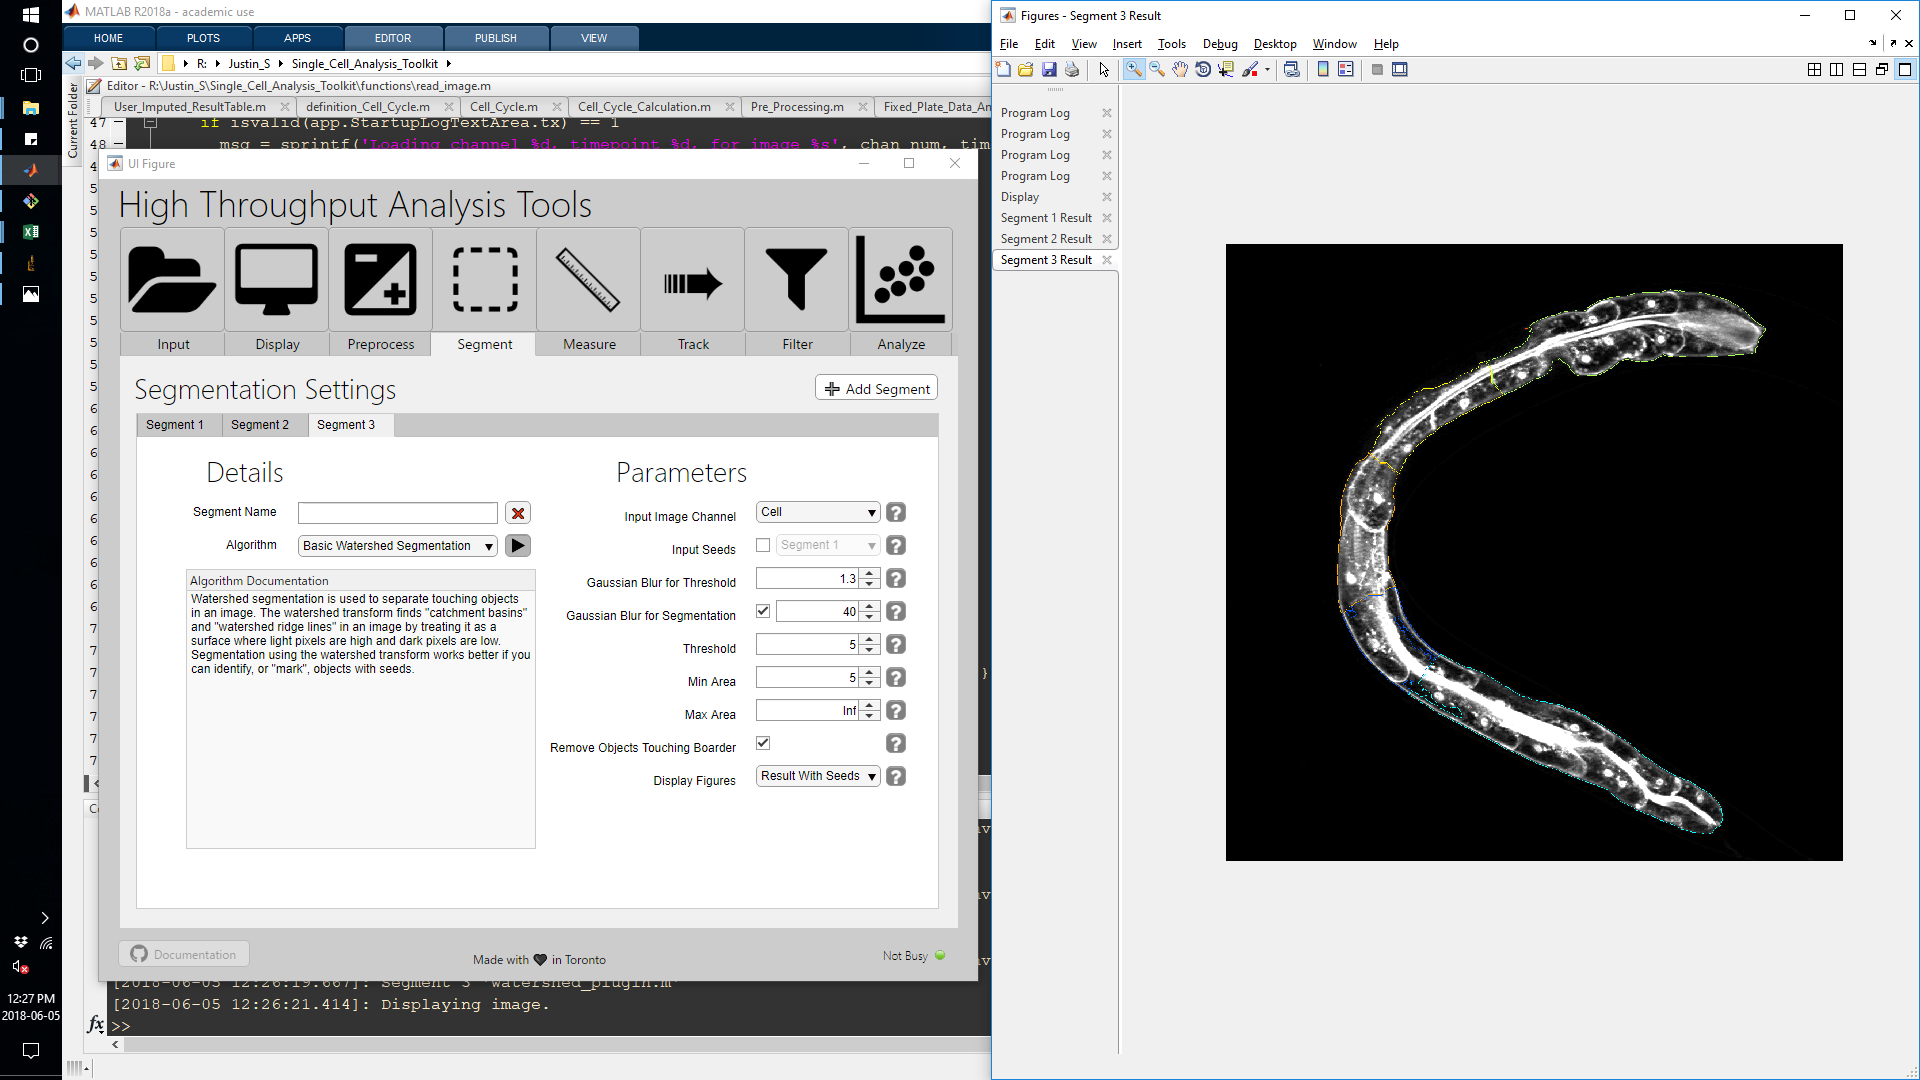 MATLAB R2018a - academic use
HOME PLOTS APPS EDITOR PUBLISH VIEW
R: Justin_S Single_Cell_Analysis_Toolkit
Current Folder
Editor - R:\Justin_S\Single_Cell_Analysis_Toolkit\functions\read_image.m
User_Imputed_ResultTable.m definition_Cell_Cycle.m Cell_Cycle.m Cell_Cycle_Calculation.m Pre_Processing.m Fixed_Plate_Data_An
47 if isvalid(app.StartupLogTextArea.tx) == 1
48 msg = sprintf('Loading channel %d, timepoint %d, for image %s', chan_num, tim
UI Figure
High Throughput Analysis Tools
Input Display Preprocess Segment Measure Track Filter Analyze
Segmentation Settings
Add Segment
Segment 1 Segment 2 Segment 3
Details
Segment Name
Algorithm Basic Watershed Segmentation
Algorithm Documentation
Watershed segmentation is used to separate touching objects
in an image. The watershed transform finds "catchment basins"
and "watershed ridge lines" in an image by treating it as a
surface where light pixels are high and dark pixels are low.
Segmentation using the watershed transform works better if you
can identify, or "mark", objects with seeds.
Parameters
Input Image Channel Cell ?
Input Seeds Segment 1 ?
Gaussian Blur for Threshold 1.3 ?
Gaussian Blur for Segmentation 40 ?
Threshold 5 ?
Min Area 5 ?
Max Area Inf ?
Remove Objects Touching Boarder ?
Display Figures Result With Seeds ?
Documentation
Made with in Toronto
Not Busy
[2018-06-05 12:26:19.667]: Segment 3 'watershed_plugin.m'
[2018-06-05 12:26:21.414]: Displaying image.
fx >>
12:27 PM
2018-06-05
Figures - Segment 3 Result
File Edit View Insert Tools Debug Desktop Window Help
Program Log
Program Log
Program Log
Program Log
Display
Segment 1 Result
Segment 2 Result
Segment 3 Result